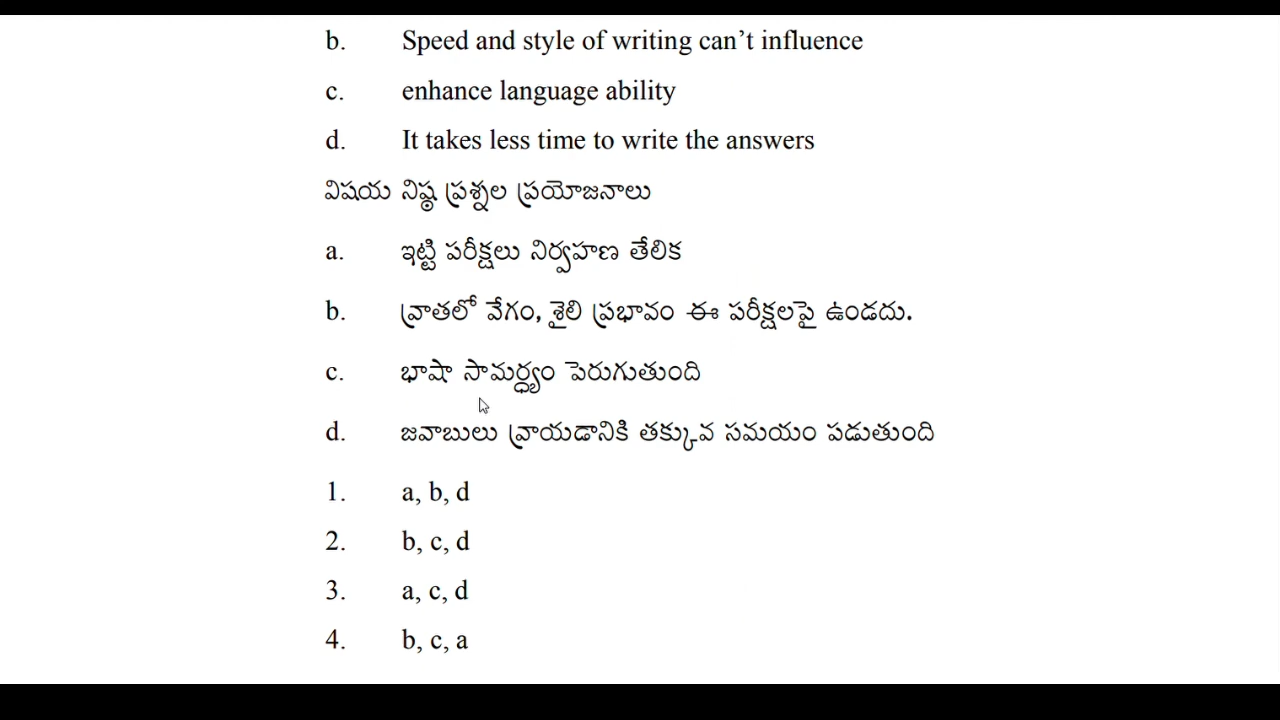 b. Speed and style of writing can’t influence
c. enhance language ability
d. It takes less time to write the answers
విషయ నిష్ఠ ప్రశ్నల ప్రయోజనాలు
a. ఇట్టి పరీక్షలు నిర్వహణ తేలిక
b. వ్రాతలో వేగం, శైలి ప్రభావం ఈ పరీక్షలపై ఉండదు.
c. భాషా సామర్థ్యం పెరుగుతుంది
d. జవాబులు వ్రాయడానికి తక్కువ సమయం పడుతుంది
1. a, b, d
2. b, c, d
3. a, c, d
4. b, c, a